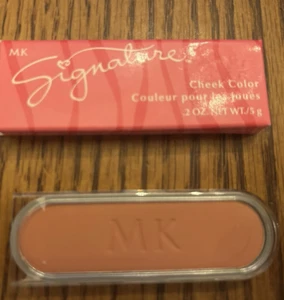 MK
Signature
Cheek Color
Couleur pour les joues
.2 OZ. NET WT./5 g
MK